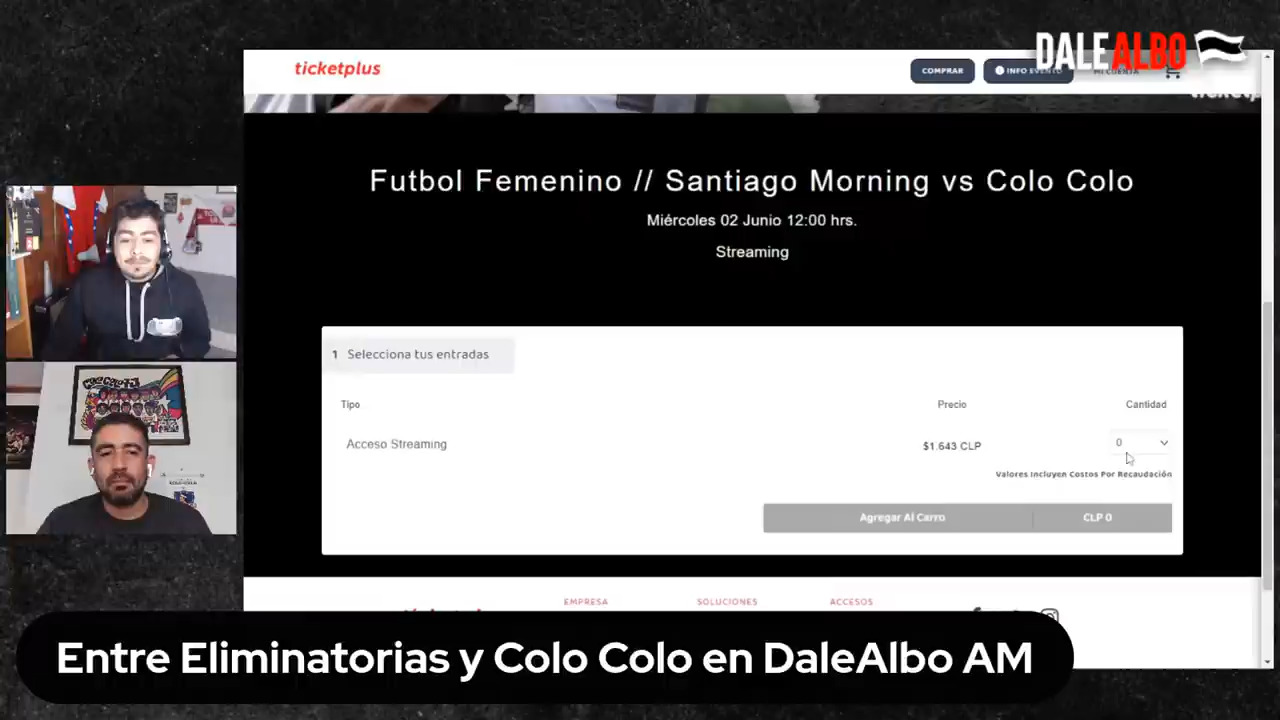 DALEALBO
ticketplus
COMPRAR
INFO EVENTO
MI CUENTA
Futbol Femenino // Santiago Morning vs Colo Colo
Miércoles 02 Junio 12:00 hrs.
Streaming
1 Selecciona tus entradas
Tipo
Precio
Cantidad
Acceso Streaming
$1.643 CLP
0
Valores Incluyen Costos Por Recaudación
Agregar Al Carro
CLP 0
EMPRESA
SOLUCIONES
ACCESOS
Entre Eliminatorias y Colo Colo en DaleAlbo AM